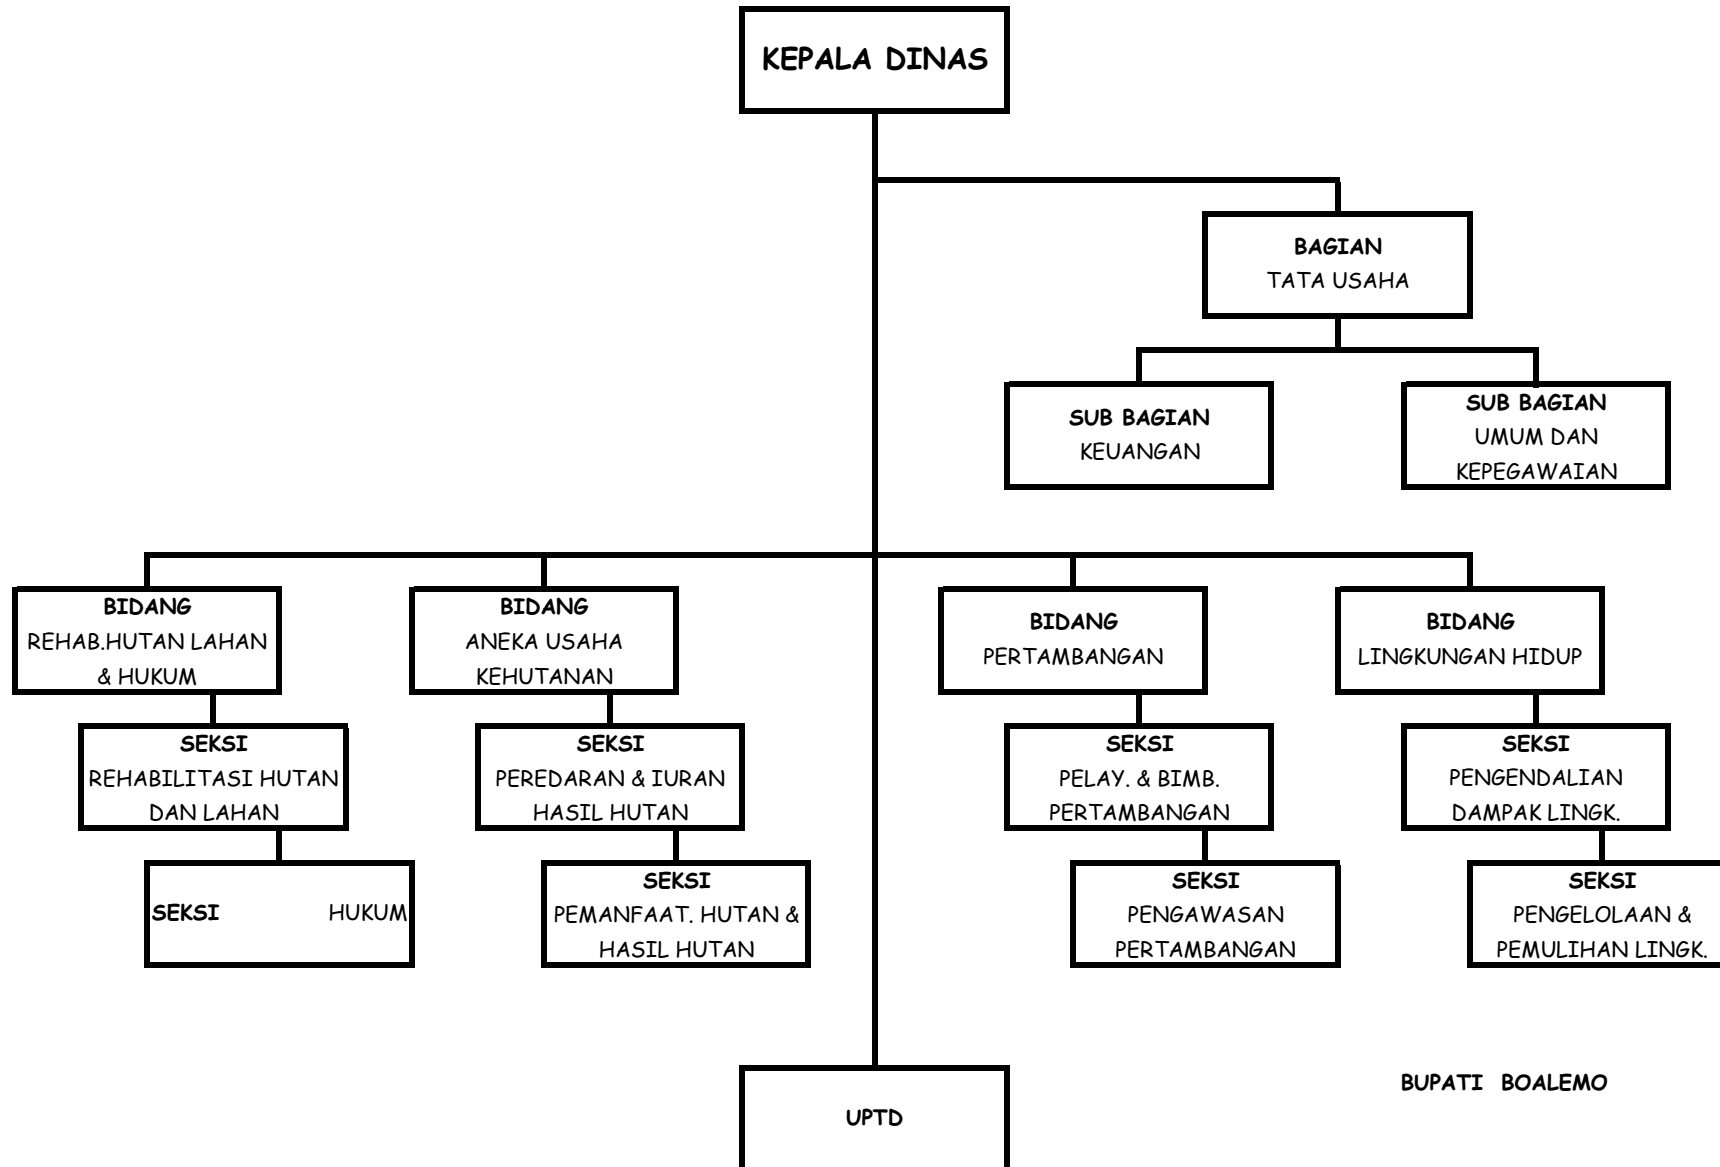 KEPALA DINAS
BAGIAN
TATA USAHA
SUB BAGIAN
KEUANGAN
SUB BAGIAN
UMUM DAN
KEPEGAWAIAN
BIDANG
REHAB.HUTAN LAHAN
& HUKUM
BIDANG
ANEKA USAHA
KEHUTANAN
BIDANG
PERTAMBANGAN
BIDANG
LINGKUNGAN HIDUP
SEKSI
REHABILITASI HUTAN
DAN LAHAN
SEKSI
PEREDARAN & IURAN
HASIL HUTAN
SEKSI
PELAY. & BIMB.
PERTAMBANGAN
SEKSI
PENGENDALIAN
DAMPAK LINGK.
SEKSI HUKUM
SEKSI
PEMANFAAT. HUTAN &
HASIL HUTAN
SEKSI
PENGAWASAN
PERTAMBANGAN
SEKSI
PENGELOLAAN &
PEMULIHAN LINGK.
BUPATI BOALEMO
UPTD